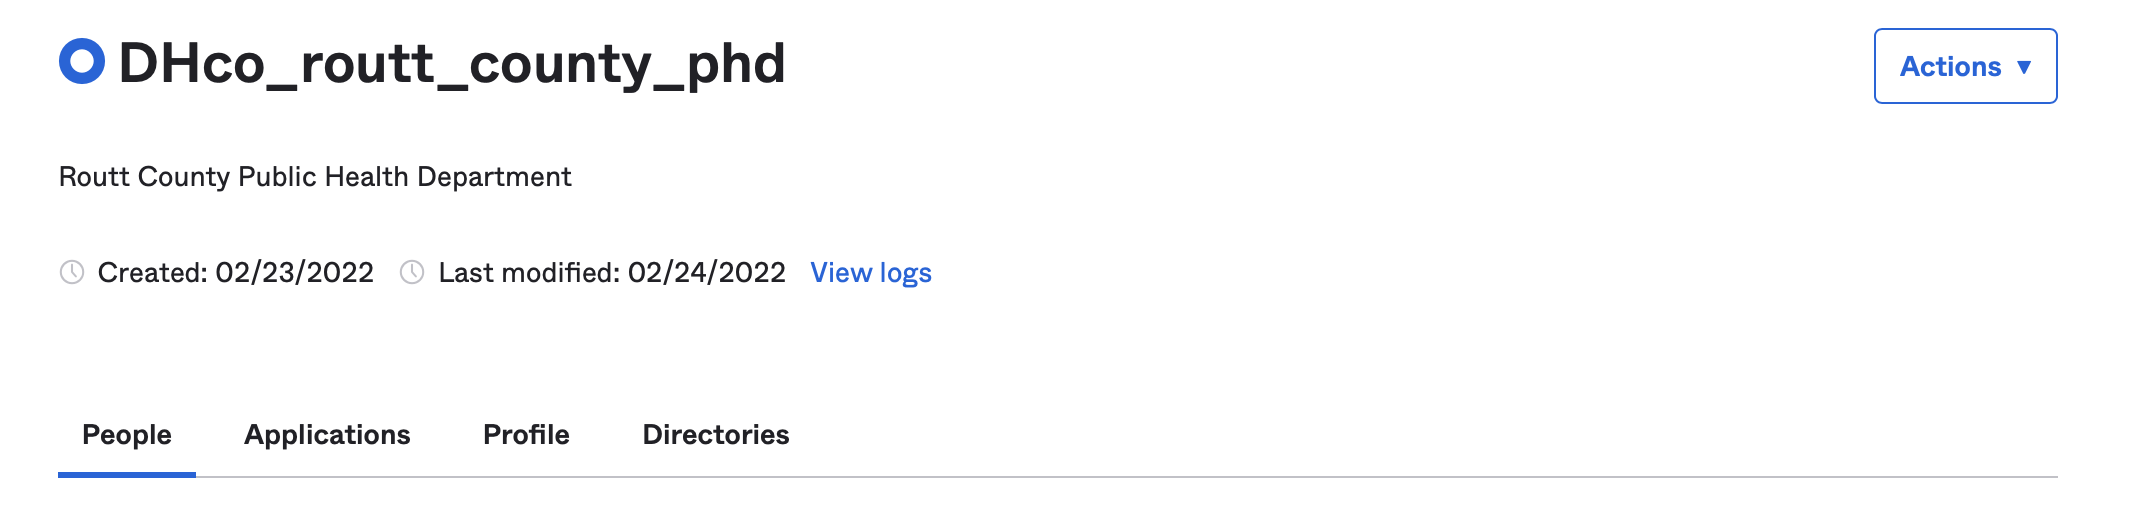 DHco_routt_county_phd
Actions ▼
Routt County Public Health Department
Created: 02/23/2022 Last modified: 02/24/2022 View logs
People Applications Profile Directories